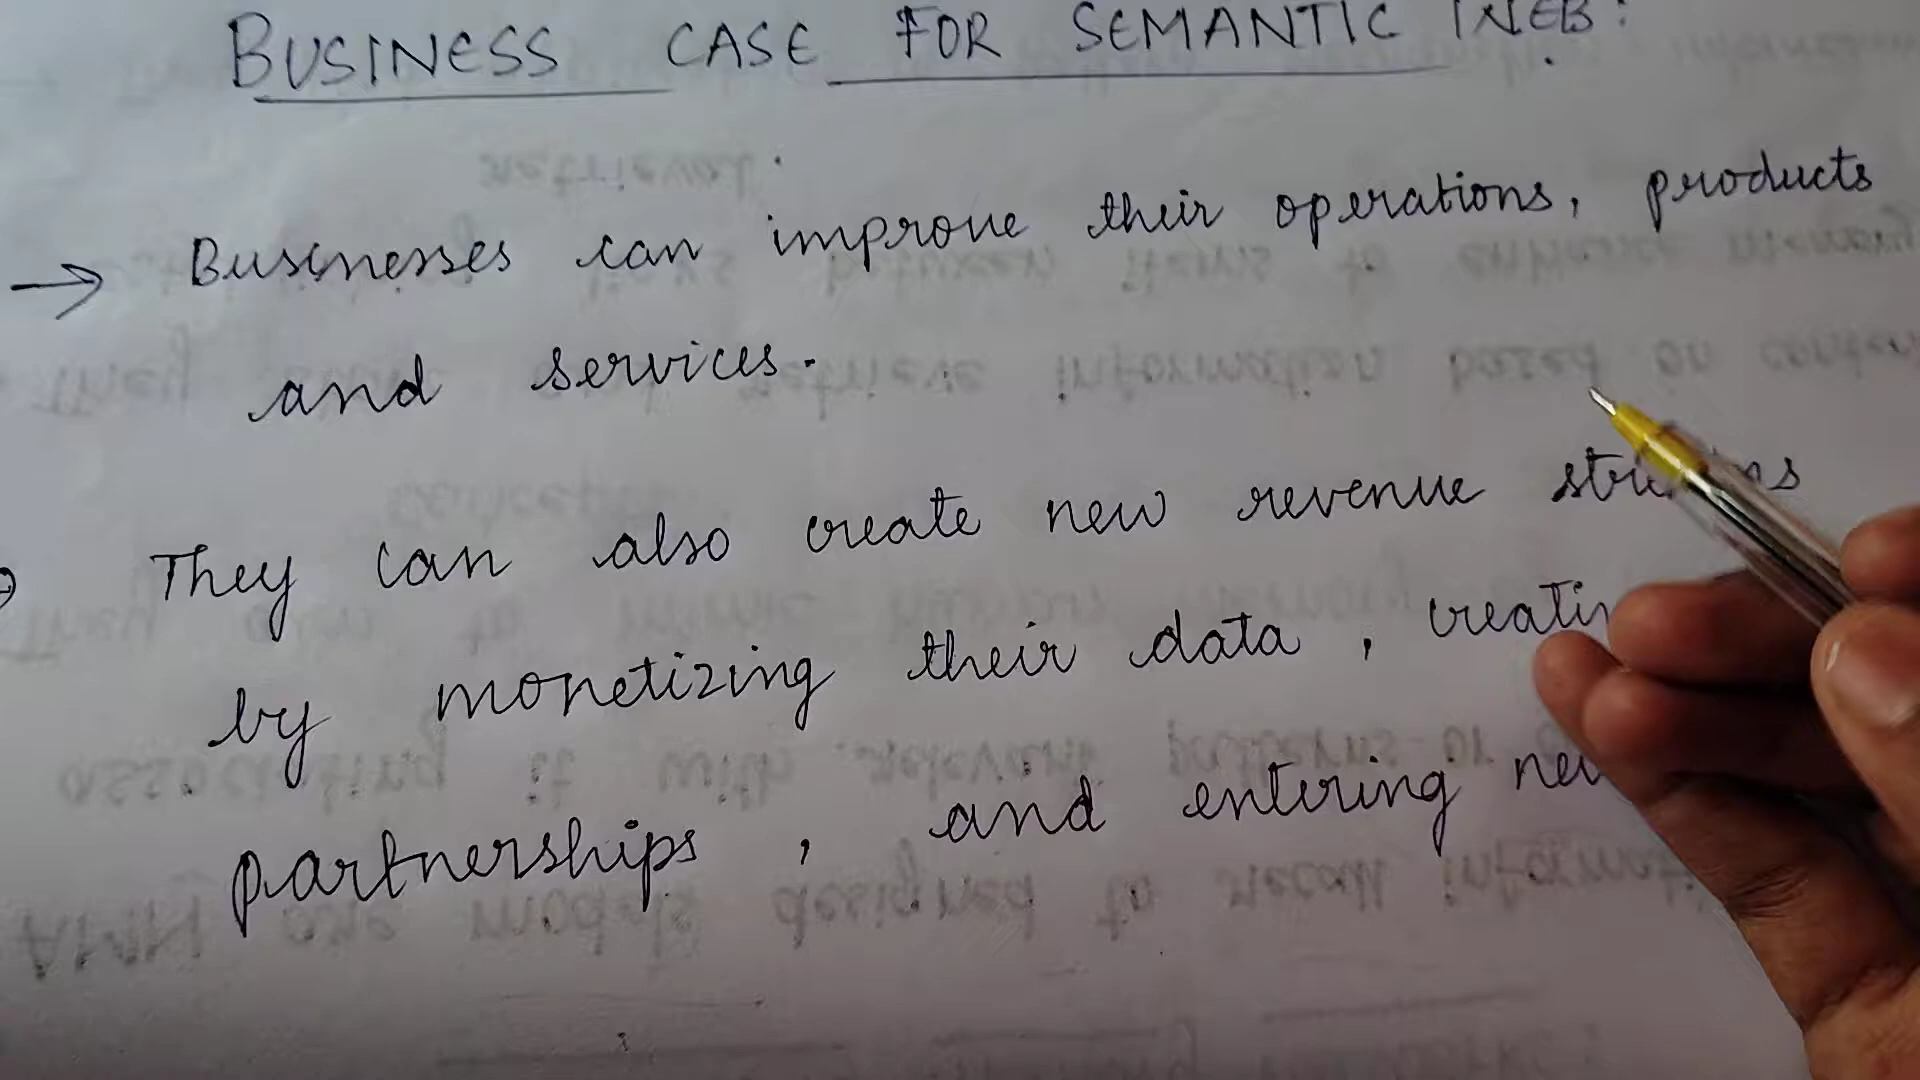 BUSINESS CASE FOR SEMANTIC WEB:
→ Businesses can improve their operations, products
and services.
They can also create new revenue
by monetizing their data,
partnerships, and entering